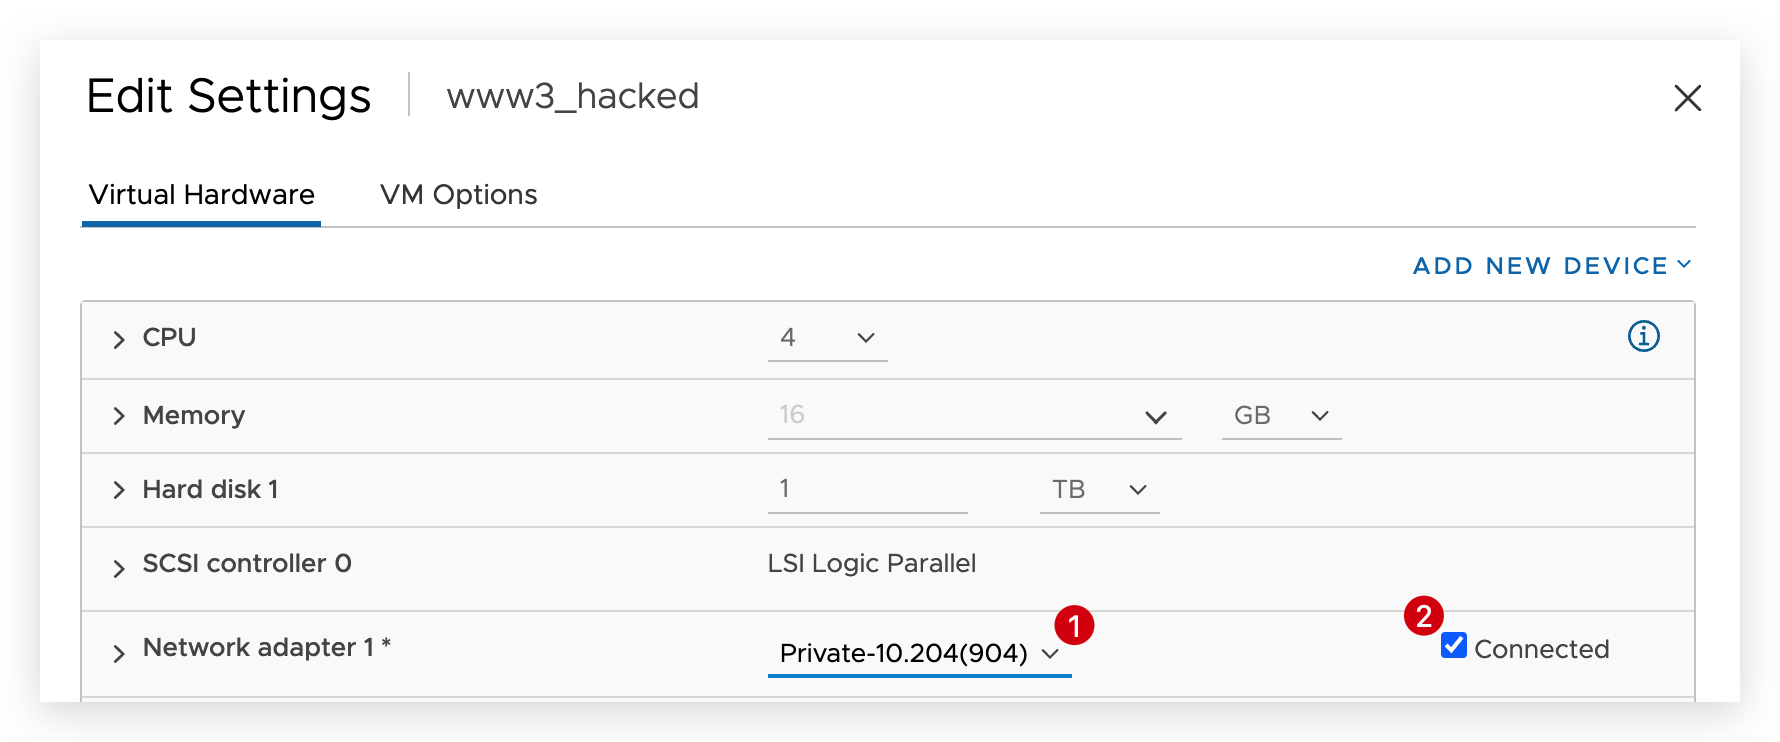 Edit Settings www3_hacked
Virtual Hardware VM Options
ADD NEW DEVICE
CPU 4
Memory 16 GB
Hard disk 1 1 TB
SCSI controller 0 LSI Logic Parallel
Network adapter 1 * Private-10.204(904) 1 2 Connected